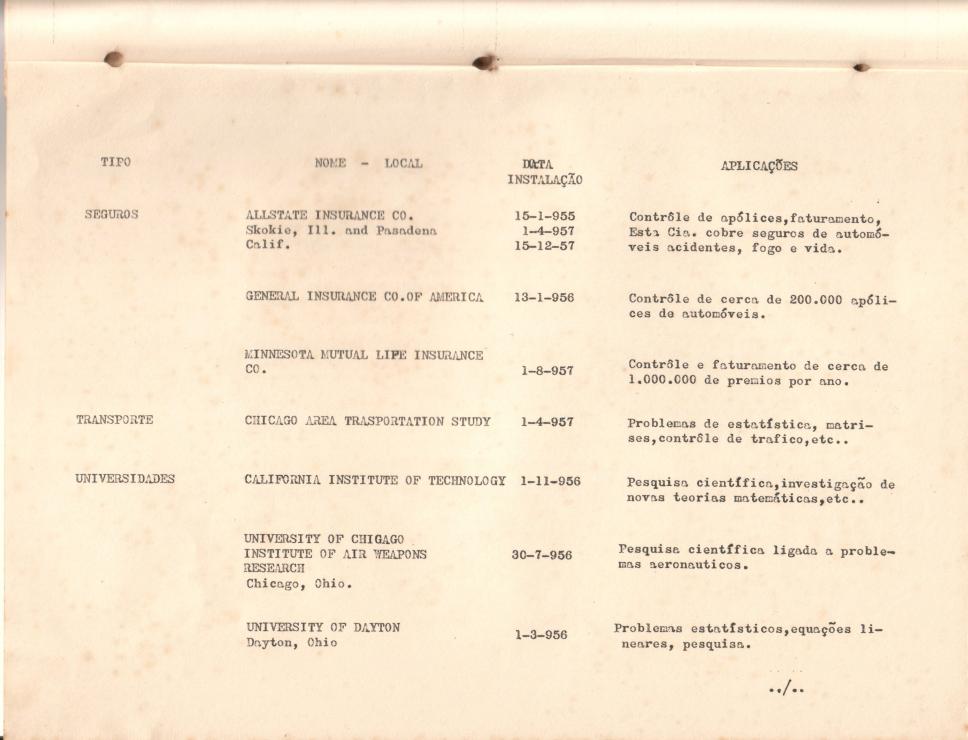 TIPO NOME - LOCAL DATA APLICAÇÕES
INSTALAÇÃO
SEGUROS ALLSTATE INSURANCE CO. 15-1-955 Contrôle de apólices,faturamento,
Skokie, Ill. and Pasadena 1-4-957 Esta Cia. cobre seguros de automó-
Calif. 15-12-57 veis acidentes, fogo e vida.
GENERAL INSURANCE CO.OF AMERICA 13-1-956 Contrôle de cerca de 200.000 apóli-
ces de automóveis.
MINNESOTA MUTUAL LIFE INSURANCE
CO. 1-8-957 Contrôle e faturamento de cerca de
1.000.000 de premios por ano.
TRANSPORTE CHICAGO AREA TRASPORTATION STUDY 1-4-957 Problemas de estatística, matri-
ses,contrôle de trafico,etc..
UNIVERSIDADES CALIFORNIA INSTITUTE OF TECHNOLOGY 1-11-956 Pesquisa científica,investigação de
novas teorias matemáticas,etc..
UNIVERSITY OF CHIGAGO
INSTITUTE OF AIR WEAPONS 30-7-956 Pesquisa científica ligada a proble-
RESEARCH mas aeronauticos.
Chicago, Ohio.
UNIVERSITY OF DAYTON 1-3-956 Problemas estatísticos,equações li-
Dayton, Ohio neares, pesquisa.
../..